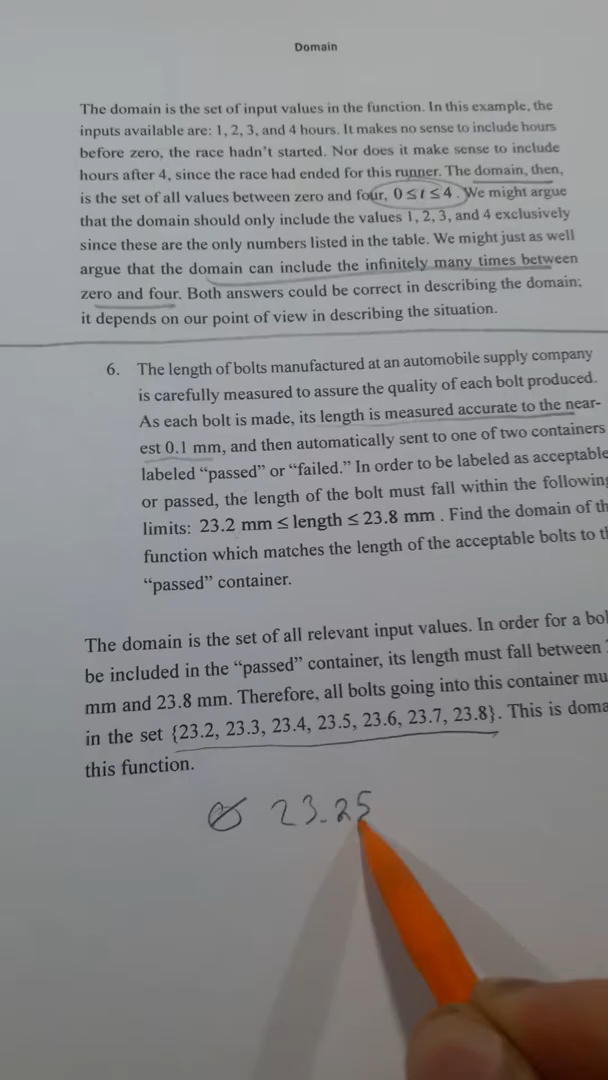 Domain
The domain is the set of input values in the function. In this example, the
inputs available are: 1, 2, 3, and 4 hours. It makes no sense to include hours
before zero, the race hadn't started. Nor does it make sense to include
hours after 4, since the race had ended for this runner. The domain, then,
is the set of all values between zero and four, 0 ≤ t ≤ 4. We might argue
that the domain should only include the values 1, 2, 3, and 4 exclusively
since these are the only numbers listed in the table. We might just as well
argue that the domain can include the infinitely many times between
zero and four. Both answers could be correct in describing the domain;
it depends on our point of view in describing the situation.
6. The length of bolts manufactured at an automobile supply company
is carefully measured to assure the quality of each bolt produced.
As each bolt is made, its length is measured accurate to the near-
est 0.1 mm, and then automatically sent to one of two containers
labeled "passed" or "failed." In order to be labeled as acceptable
or passed, the length of the bolt must fall within the following
limits: 23.2 mm ≤ length ≤ 23.8 mm. Find the domain of th
function which matches the length of the acceptable bolts to th
"passed" container.
The domain is the set of all relevant input values. In order for a bol
be included in the "passed" container, its length must fall between
mm and 23.8 mm. Therefore, all bolts going into this container mu
in the set {23.2, 23.3, 23.4, 23.5, 23.6, 23.7, 23.8}. This is doma
this function.
23.25